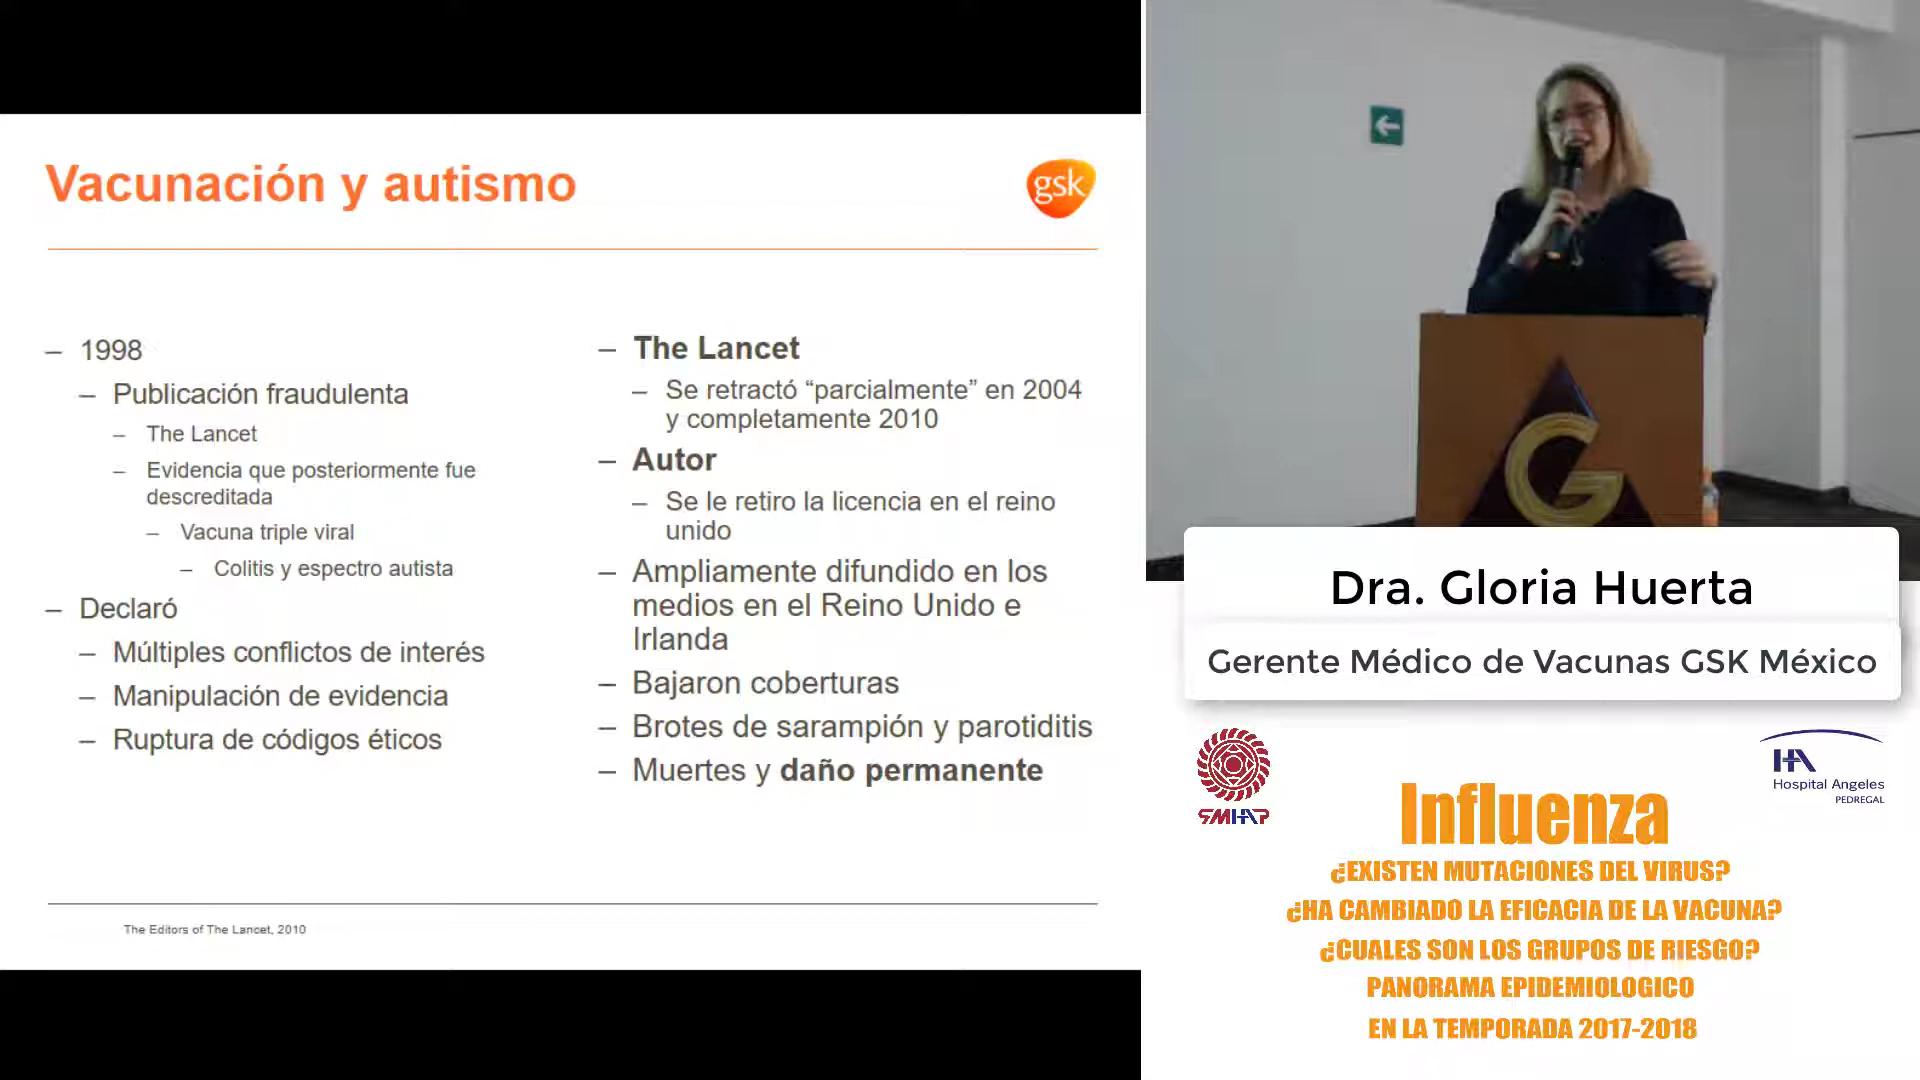 Vacunación y autismo
gsk
– 1998
– Publicación fraudulenta
– The Lancet
– Evidencia que posteriormente fue
descreditada
– Vacuna triple viral
– Colitis y espectro autista
– Declaró
– Múltiples conflictos de interés
– Manipulación de evidencia
– Ruptura de códigos éticos
– The Lancet
– Se retractó “parcialmente” en 2004
y completamente 2010
– Autor
– Se le retiro la licencia en el reino
unido
– Ampliamente difundido en los
medios en el Reino Unido e
Irlanda
– Bajaron coberturas
– Brotes de sarampión y parotiditis
– Muertes y daño permanente
The Editors of The Lancet, 2010
G
Dra. Gloria Huerta
Gerente Médico de Vacunas GSK México
SMHAP
HA
Hospital Angeles
PEDREGAL
Influenza
¿EXISTEN MUTACIONES DEL VIRUS?
¿HA CAMBIADO LA EFICACIA DE LA VACUNA?
¿CUALES SON LOS GRUPOS DE RIESGO?
PANORAMA EPIDEMIOLOGICO
EN LA TEMPORADA 2017-2018